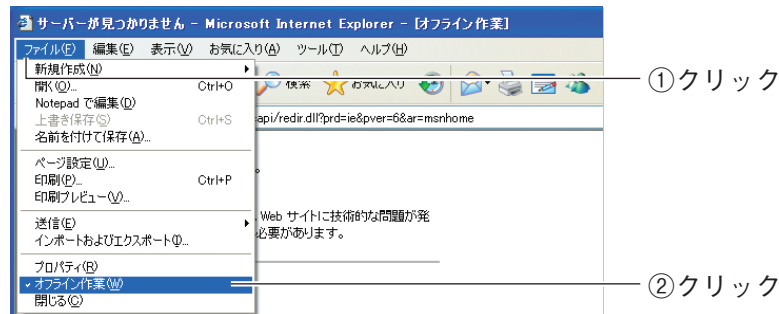 サーバーが見つかりません - Microsoft Internet Explorer - [オフライン作業]
ファイル(F) 編集(E) 表示(V) お気に入り(A) ツール(T) ヘルプ(H)
新規作成(N)
開く(O)... Ctrl+O
検索 お気に入り
①クリック
Notepad で編集(D)
上書き保存(S) Ctrl+S
api/redir.dll?prd=ie&pver=6&ar=msnhome
名前を付けて保存(A)...
ページ設定(U)...
印刷(P)... Ctrl+P
印刷プレビュー(V)...
送信(E)
Web サイトに技術的な問題が発
インポートおよびエクスポート(I)...
必要があります。
プロパティ(R)
オフライン作業(W)
②クリック
閉じる(C)